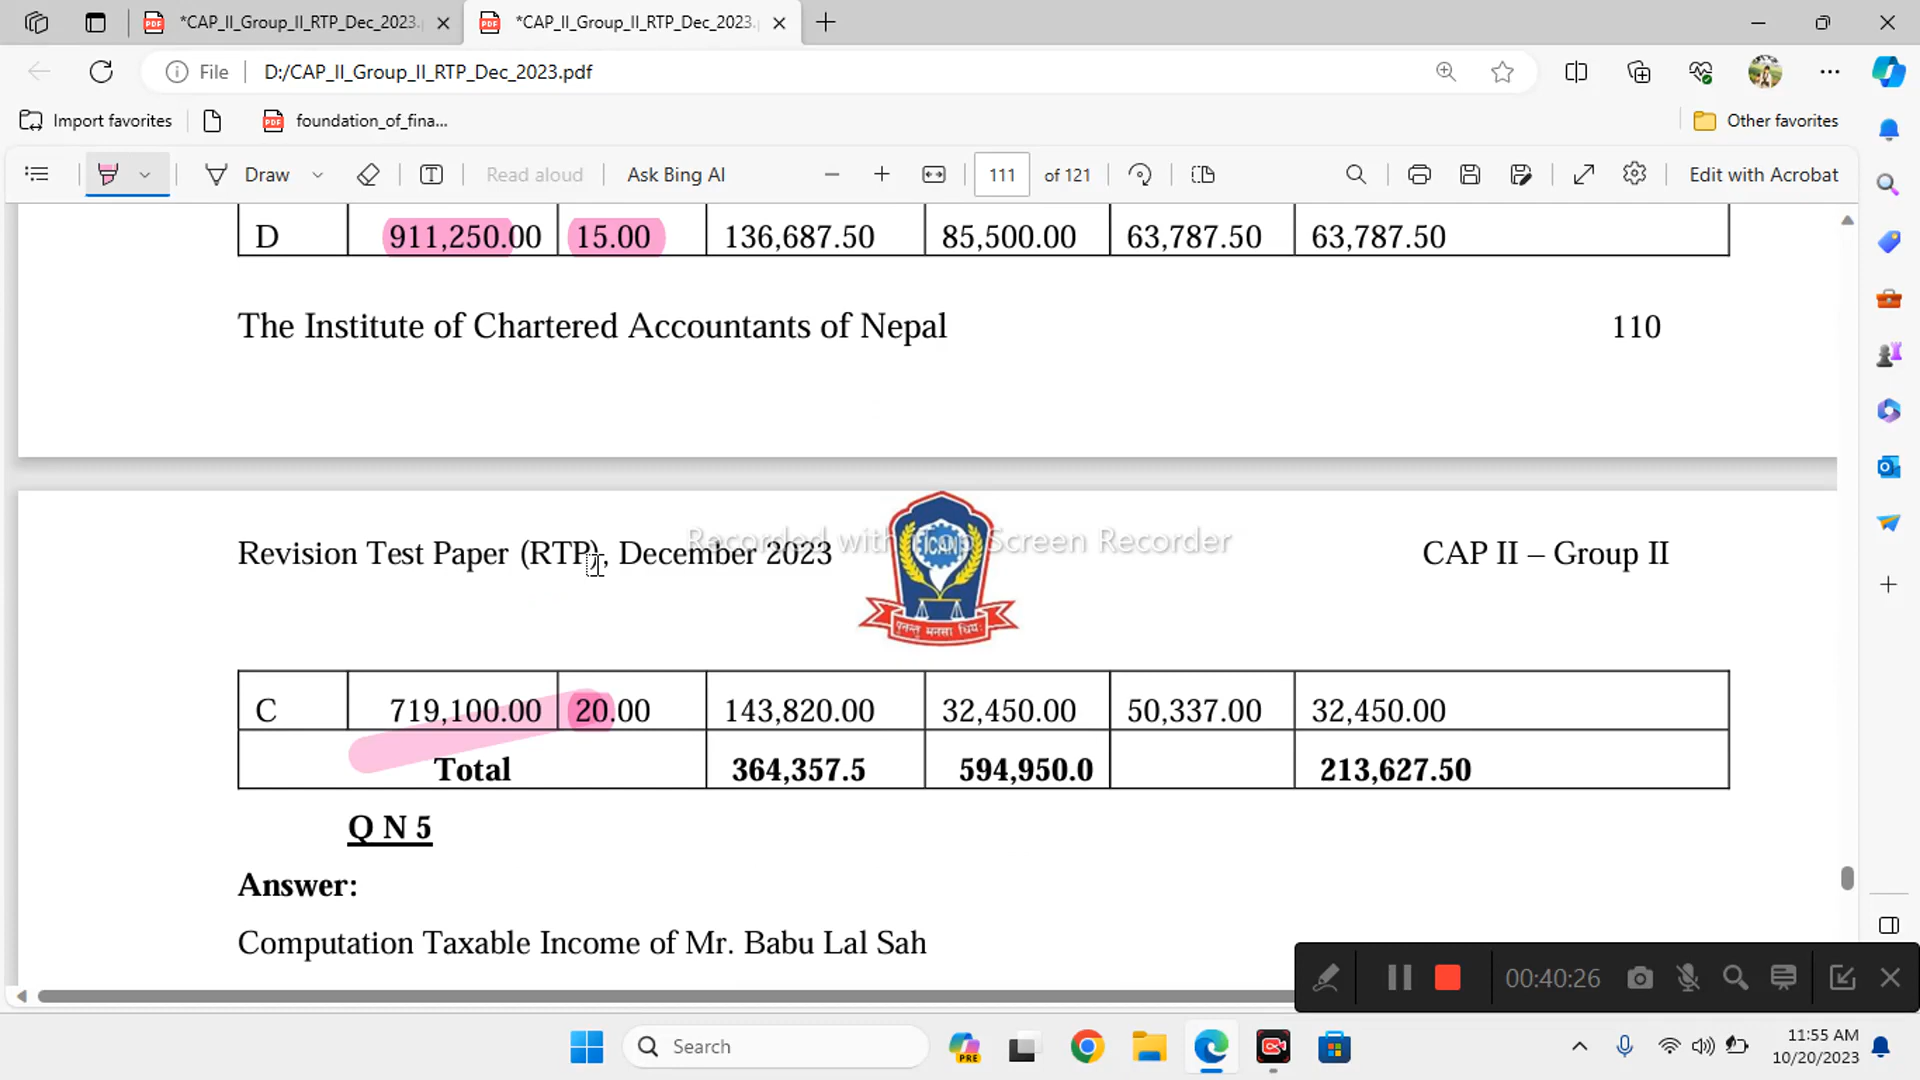 *CAP_II_Group_II_RTP_Dec_2023.
*CAP_II_Group_II_RTP_Dec_2023.
File
D:/CAP_II_Group_II_RTP_Dec_2023.pdf
Import favorites
foundation_of_fina...
Other favorites
Draw
Read aloud
Ask Bing AI
111 of 121
Edit with Acrobat
D 911,250.00 15.00 136,687.50 85,500.00 63,787.50 63,787.50
The Institute of Chartered Accountants of Nepal 110
Recorded with Screen Recorder
Revision Test Paper (RTP), December 2023 CAP II – Group II
ICAN
C 719,100.00 20.00 143,820.00 32,450.00 50,337.00 32,450.00
Total 364,357.5 594,950.0 213,627.50
Q N 5
Answer:
Computation Taxable Income of Mr. Babu Lal Sah
00:40:26
Search
PRE
11:55 AM
10/20/2023